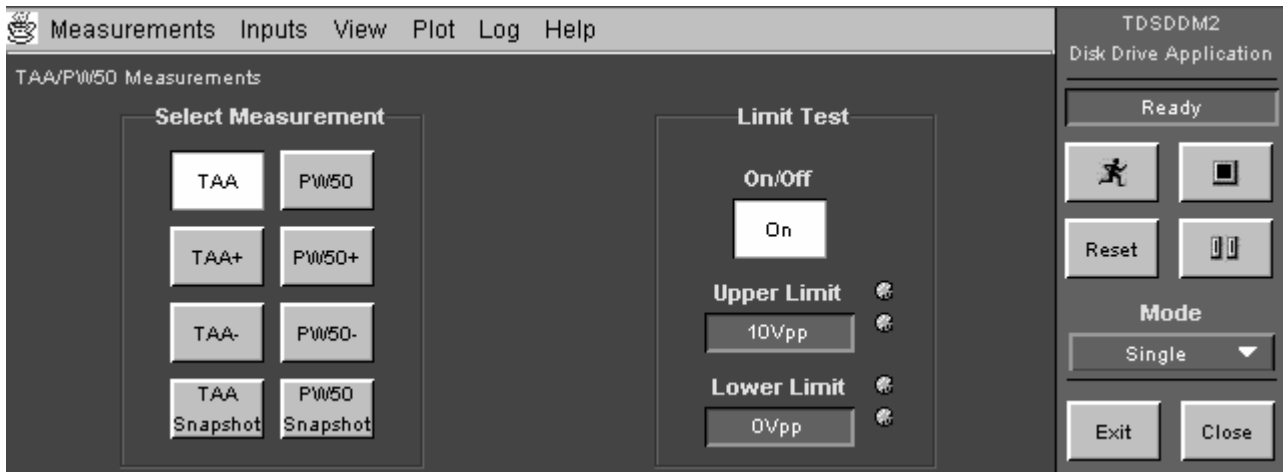 Measurements Inputs View Plot Log Help
TAA/PW50 Measurements
Select Measurement
TAA PW50
TAA+ PW50+
TAA- PW50-
TAA Snapshot PW50 Snapshot
Limit Test
On/Off
On
Upper Limit
10Vpp
Lower Limit
0Vpp
TDSDDM2
Disk Drive Application
Ready
Reset
Mode
Single
Exit Close